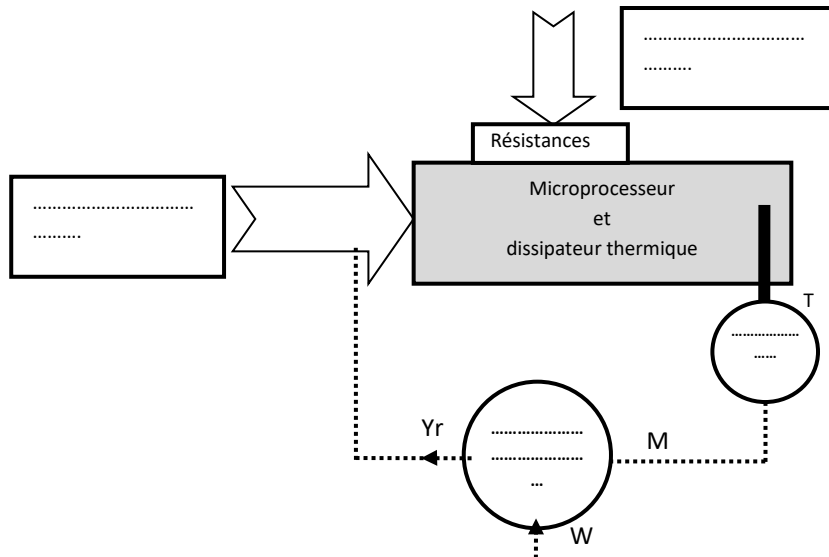 ……………………………
……….
Résistances
Microprocesseur
et
dissipateur thermique
……………………………
……….
T
………………
……
Yr
…………………
…………………
…
M
W